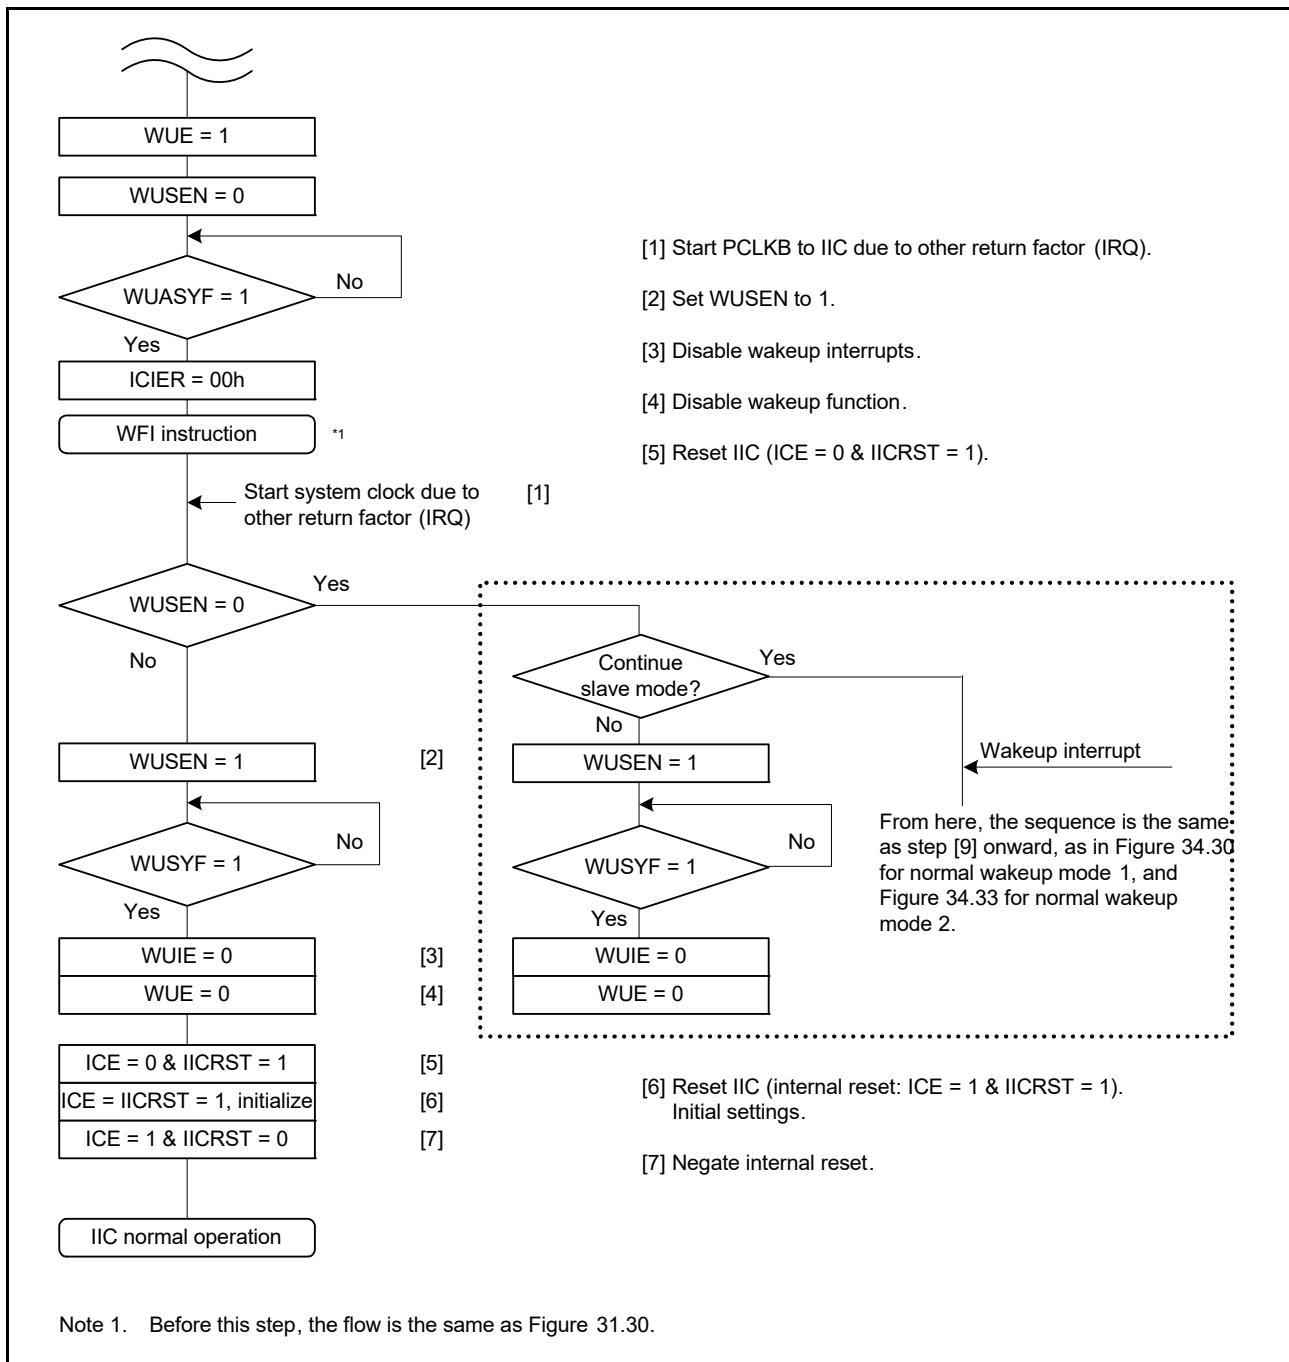 WUE = 1
WUSEN = 0
WUASYF = 1
No
Yes
ICIER = 00h
WFI instruction *1
Start system clock due to [1]
other return factor (IRQ)
[1] Start PCLKB to IIC due to other return factor (IRQ).
[2] Set WUSEN to 1.
[3] Disable wakeup interrupts.
[4] Disable wakeup function.
[5] Reset IIC (ICE = 0 & IICRST = 1).
WUSEN = 0
Yes
No
WUSEN = 1 [2]
WUSYF = 1
No
Yes
WUIE = 0 [3]
WUE = 0 [4]
Continue
slave mode?
Yes
No
WUSEN = 1
WUSYF = 1
No
Yes
WUIE = 0
WUE = 0
Wakeup interrupt
From here, the sequence is the same
as step [9] onward, as in Figure 34.30
for normal wakeup mode 1, and
Figure 34.33 for normal wakeup
mode 2.
ICE = 0 & IICRST = 1 [5]
ICE = IICRST = 1, initialize [6]
ICE = 1 & IICRST = 0 [7]
[6] Reset IIC (internal reset: ICE = 1 & IICRST = 1).
Initial settings.
[7] Negate internal reset.
IIC normal operation
Note 1. Before this step, the flow is the same as Figure 31.30.